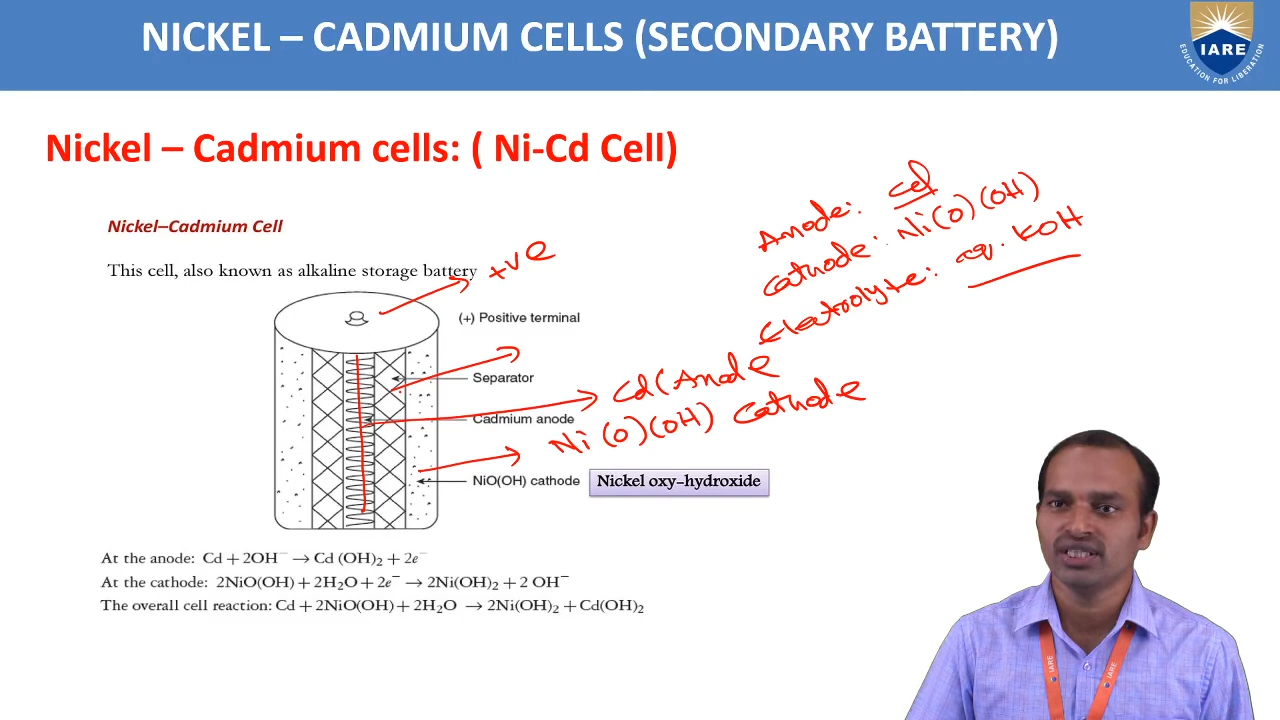 NICKEL – CADMIUM CELLS (SECONDARY BATTERY)
IARE
EDUCATION FOR LIBERATION
Nickel – Cadmium cells: ( Ni-Cd Cell)
Anode: Cd
Cathode: Ni(O)(OH)
Electrolyte: aq. KOH
Nickel–Cadmium Cell
This cell, also known as alkaline storage battery
+ve
(+) Positive terminal
Separator
Cd(Anode
Cadmium anode
Ni(O)(OH) Cathode
NiO(OH) cathode
Nickel oxy-hydroxide
At the anode: Cd + 2OH⁻ → Cd (OH)₂ + 2e⁻
At the cathode: 2NiO(OH) + 2H₂O + 2e⁻ → 2Ni(OH)₂ + 2 OH⁻
The overall cell reaction: Cd + 2NiO(OH) + 2H₂O → 2Ni(OH)₂ + Cd(OH)₂
IARE
IARE